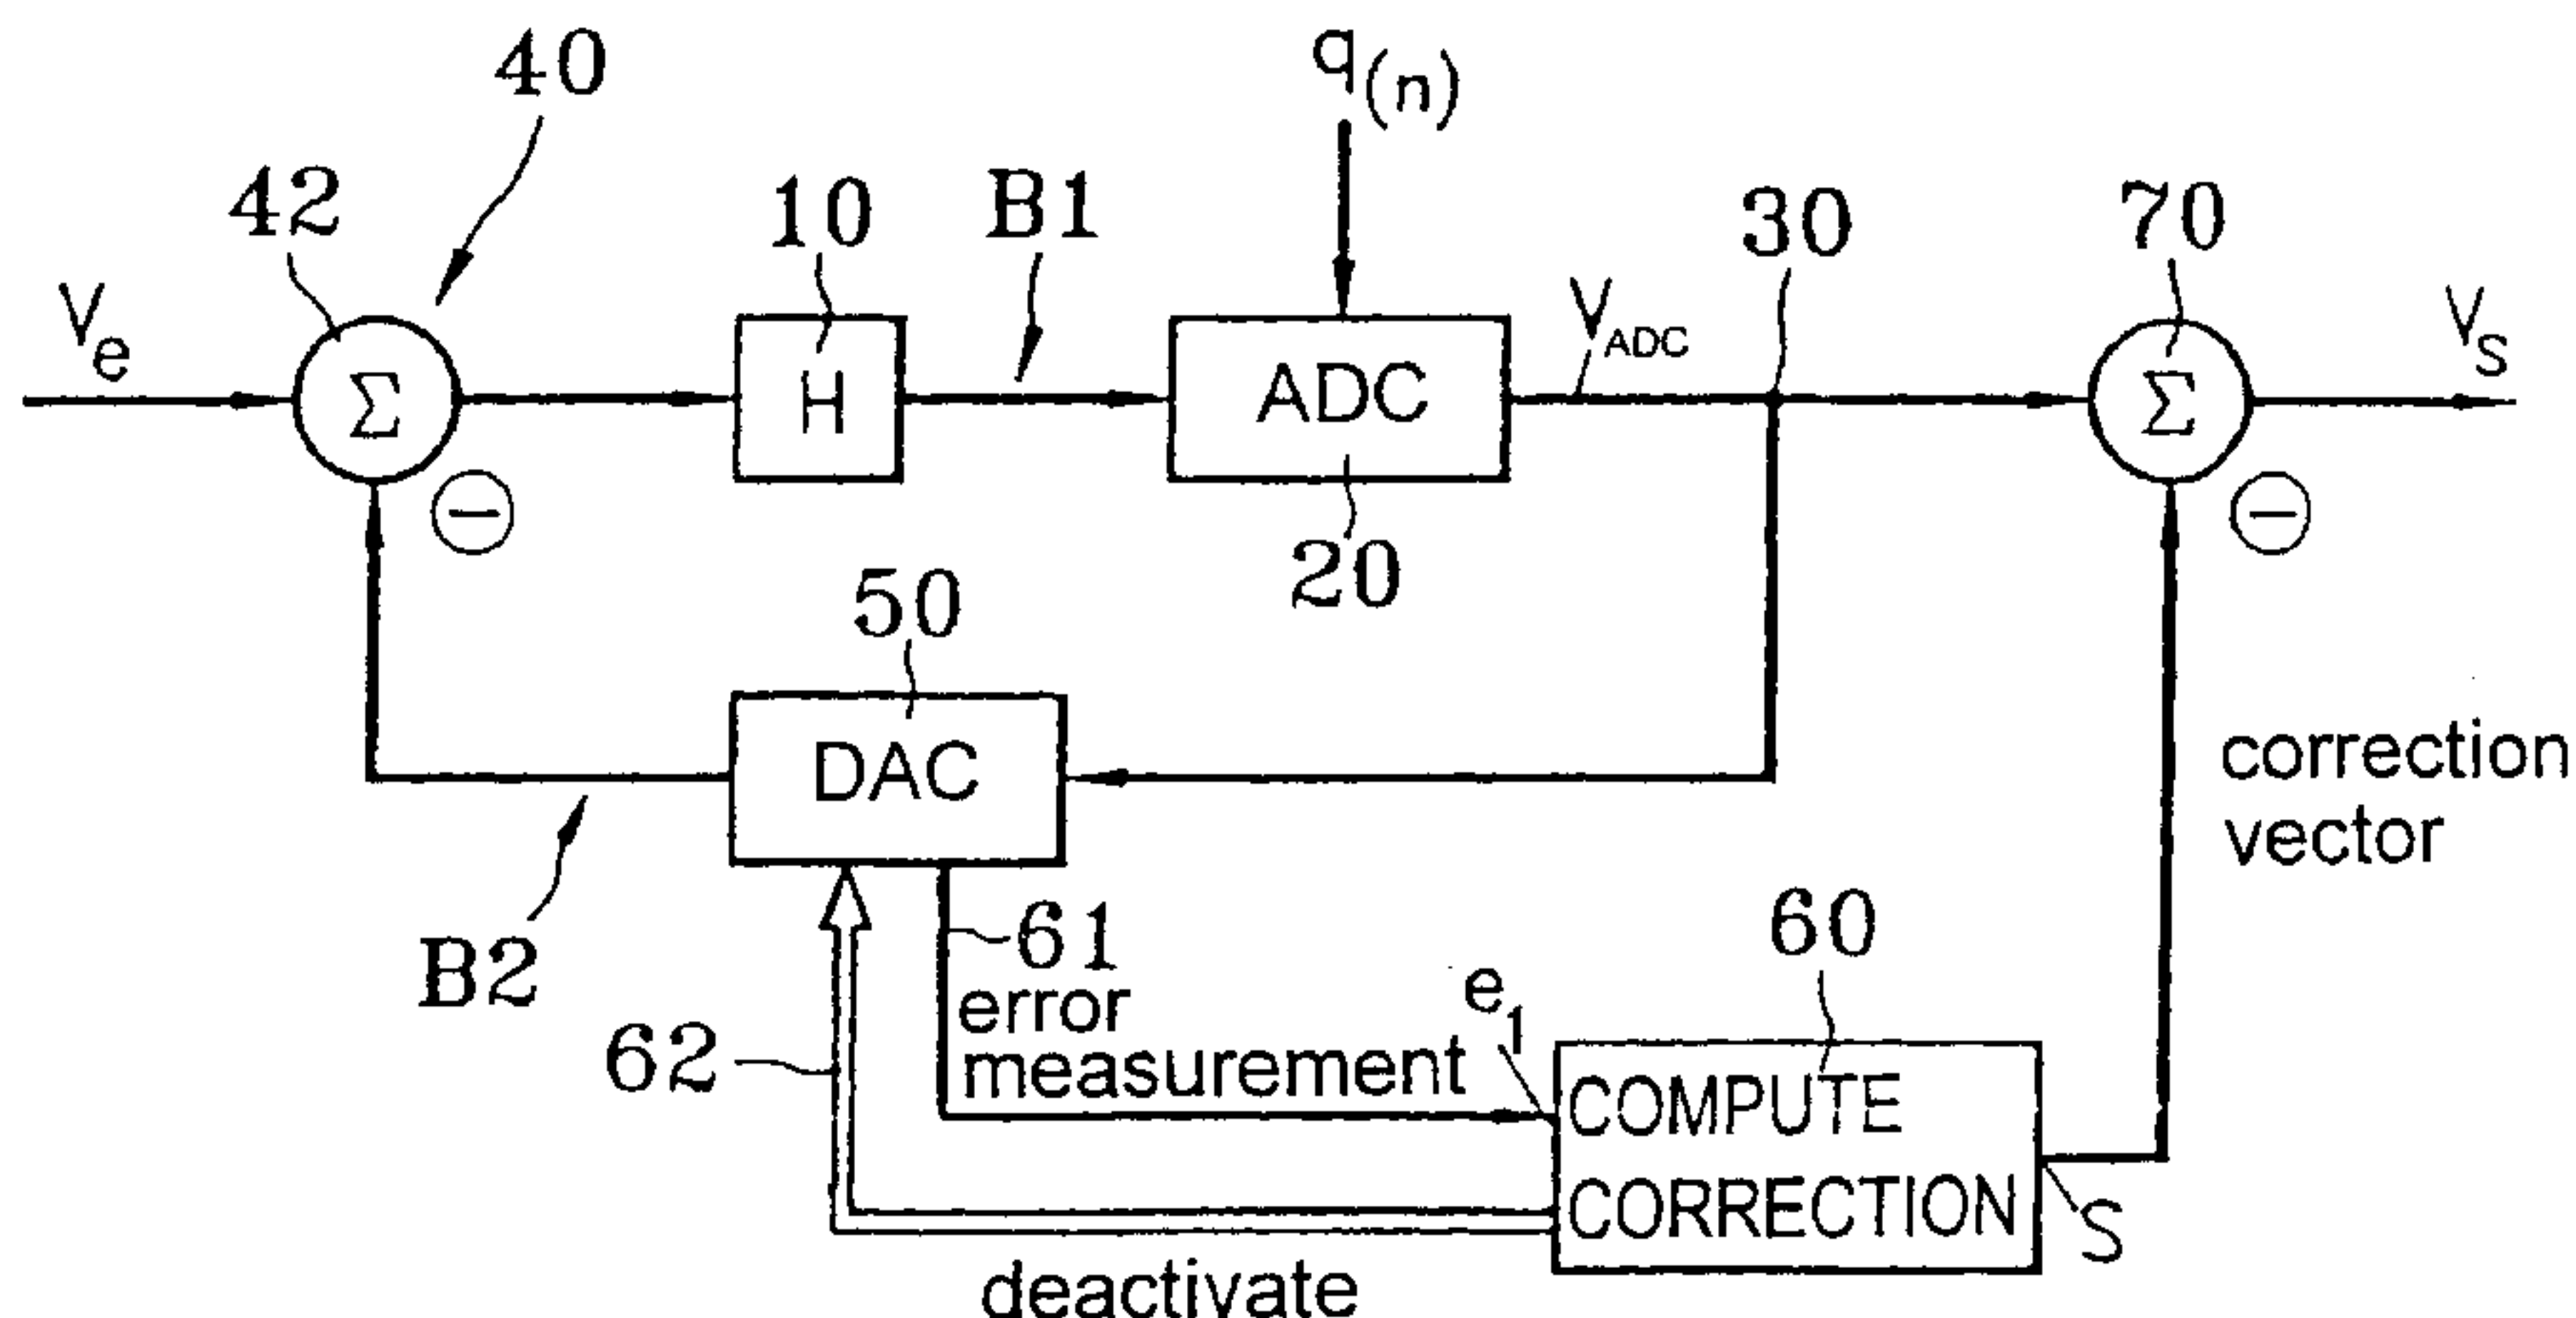 40
q(n)
42
10
B1
30
70
Ve
VADC
Vs
Σ
H
ADC
Σ
20
50
DAC
correction
vector
B2
61
60
error
e1
62
measurement
COMPUTE
CORRECTION
S
deactivate